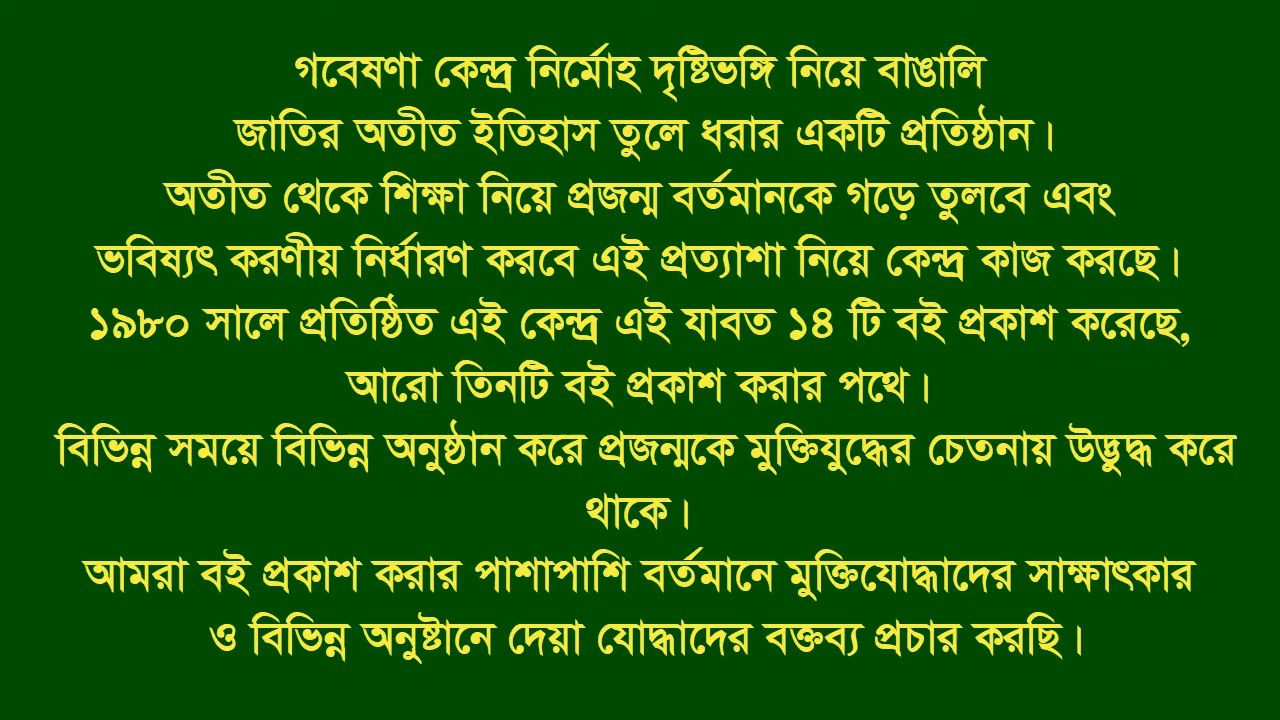 গবেষণা কেন্দ্র নির্মোহ দৃষ্টিভঙ্গি নিয়ে বাঙালি
জাতির অতীত ইতিহাস তুলে ধরার একটি প্রতিষ্ঠান।
অতীত থেকে শিক্ষা নিয়ে প্রজন্ম বর্তমানকে গড়ে তুলবে এবং
ভবিষ্যৎ করণীয় নির্ধারণ করবে এই প্রত্যাশা নিয়ে কেন্দ্র কাজ করছে।
১৯৮০ সালে প্রতিষ্ঠিত এই কেন্দ্র এই যাবত ১৪ টি বই প্রকাশ করেছে,
আরো তিনটি বই প্রকাশ করার পথে।
বিভিন্ন সময়ে বিভিন্ন অনুষ্ঠান করে প্রজন্মকে মুক্তিযুদ্ধের চেতনায় উদ্ভুদ্ধ করে
থাকে।
আমরা বই প্রকাশ করার পাশাপাশি বর্তমানে মুক্তিযোদ্ধাদের সাক্ষাৎকার
ও বিভিন্ন অনুষ্টানে দেয়া যোদ্ধাদের বক্তব্য প্রচার করছি।